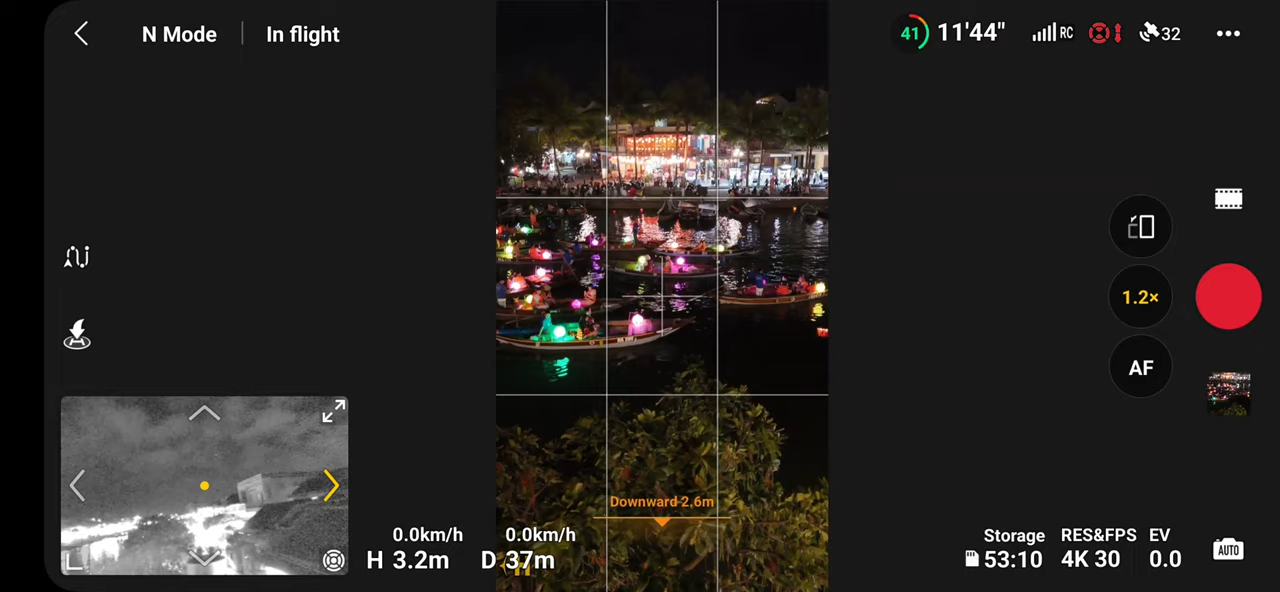 N Mode
In flight
41
11'44"
RC
32
1.2×
AF
Downward 2.6m
L
0.0km/h
H 3.2m
0.0km/h
D 37m
Storage
53:10
RES&FPS
4K 30
EV
0.0
AUTO